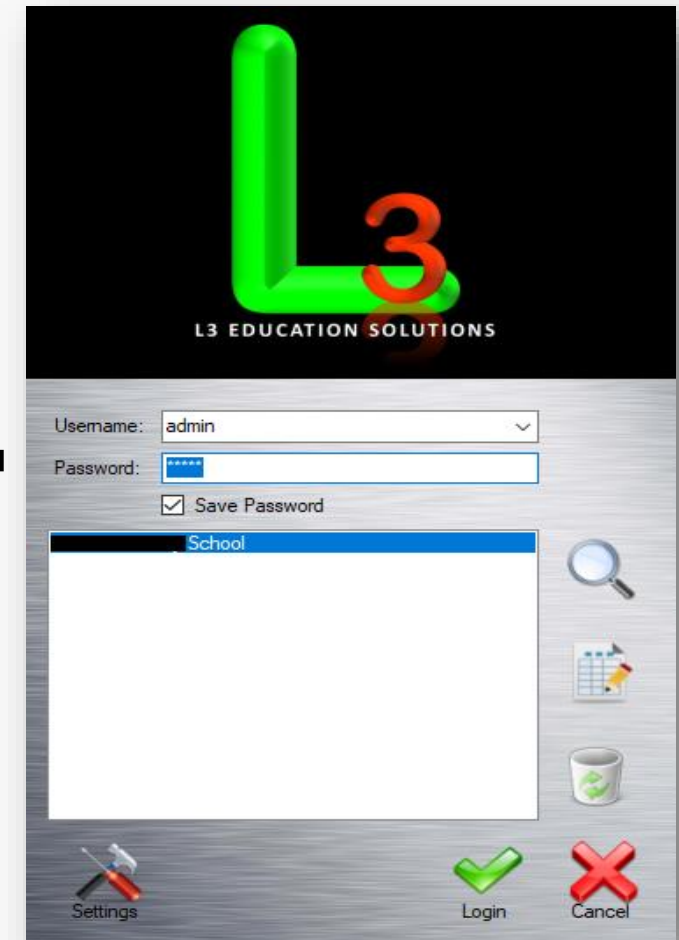 L3
L3 EDUCATION SOLUTIONS
Username: admin
Password: *****
Save Password
School
Settings Login Cancel